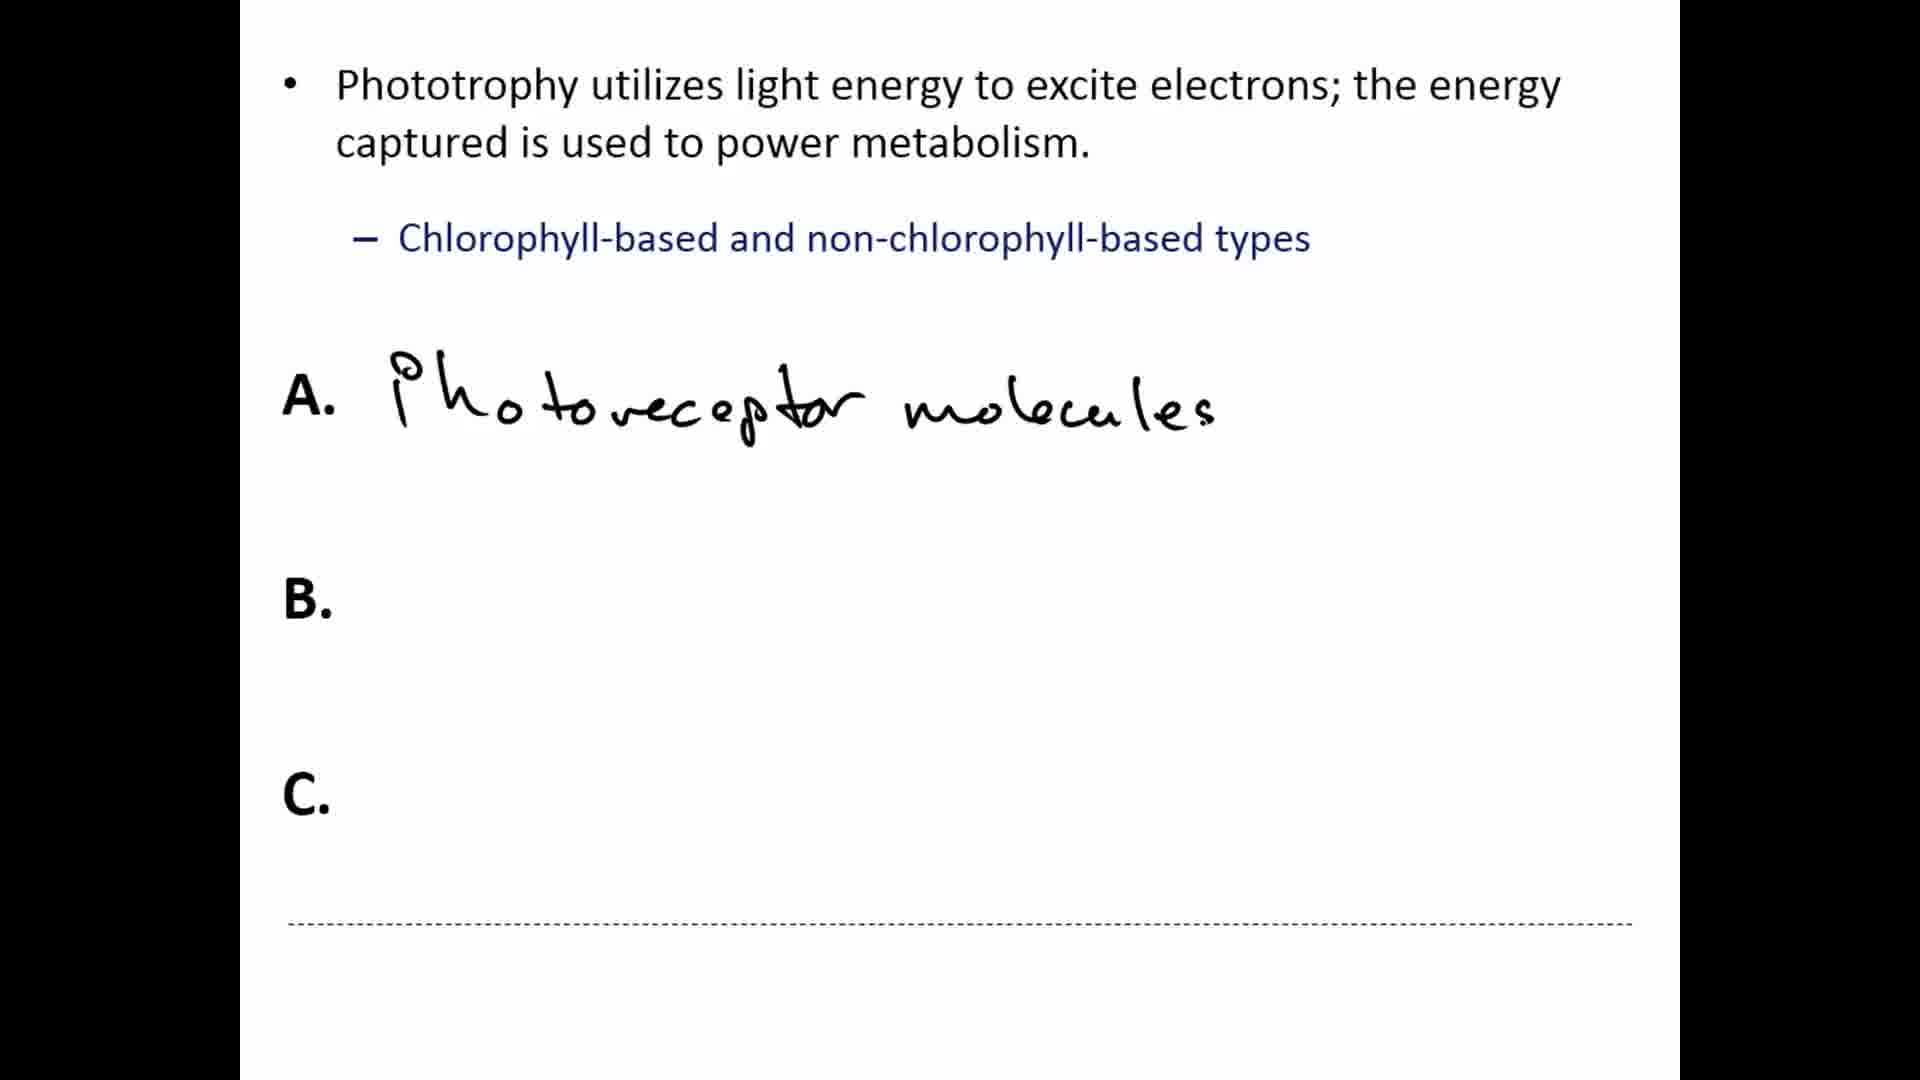 • Phototrophy utilizes light energy to excite electrons; the energy
captured is used to power metabolism.
– Chlorophyll-based and non-chlorophyll-based types
A. Photoreceptor molecules
B.
C.